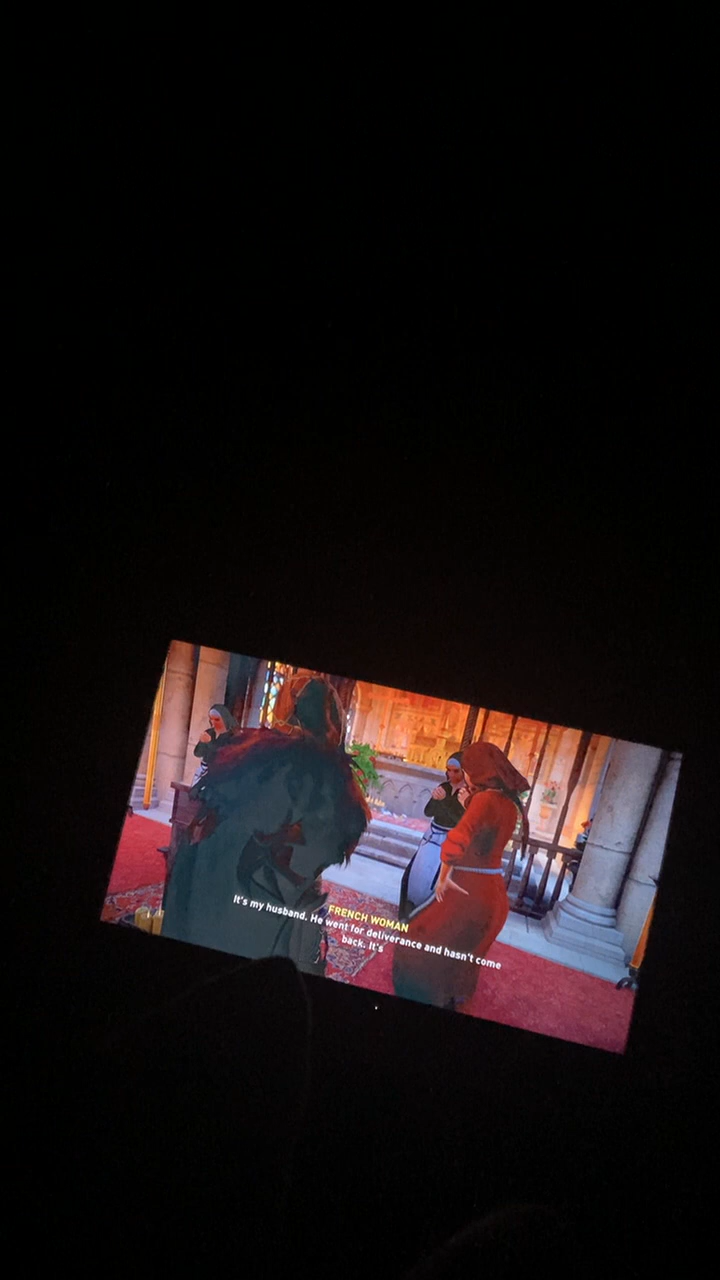 FRENCH WOMAN
It's my husband. He went for deliverance and hasn't come
back. It's